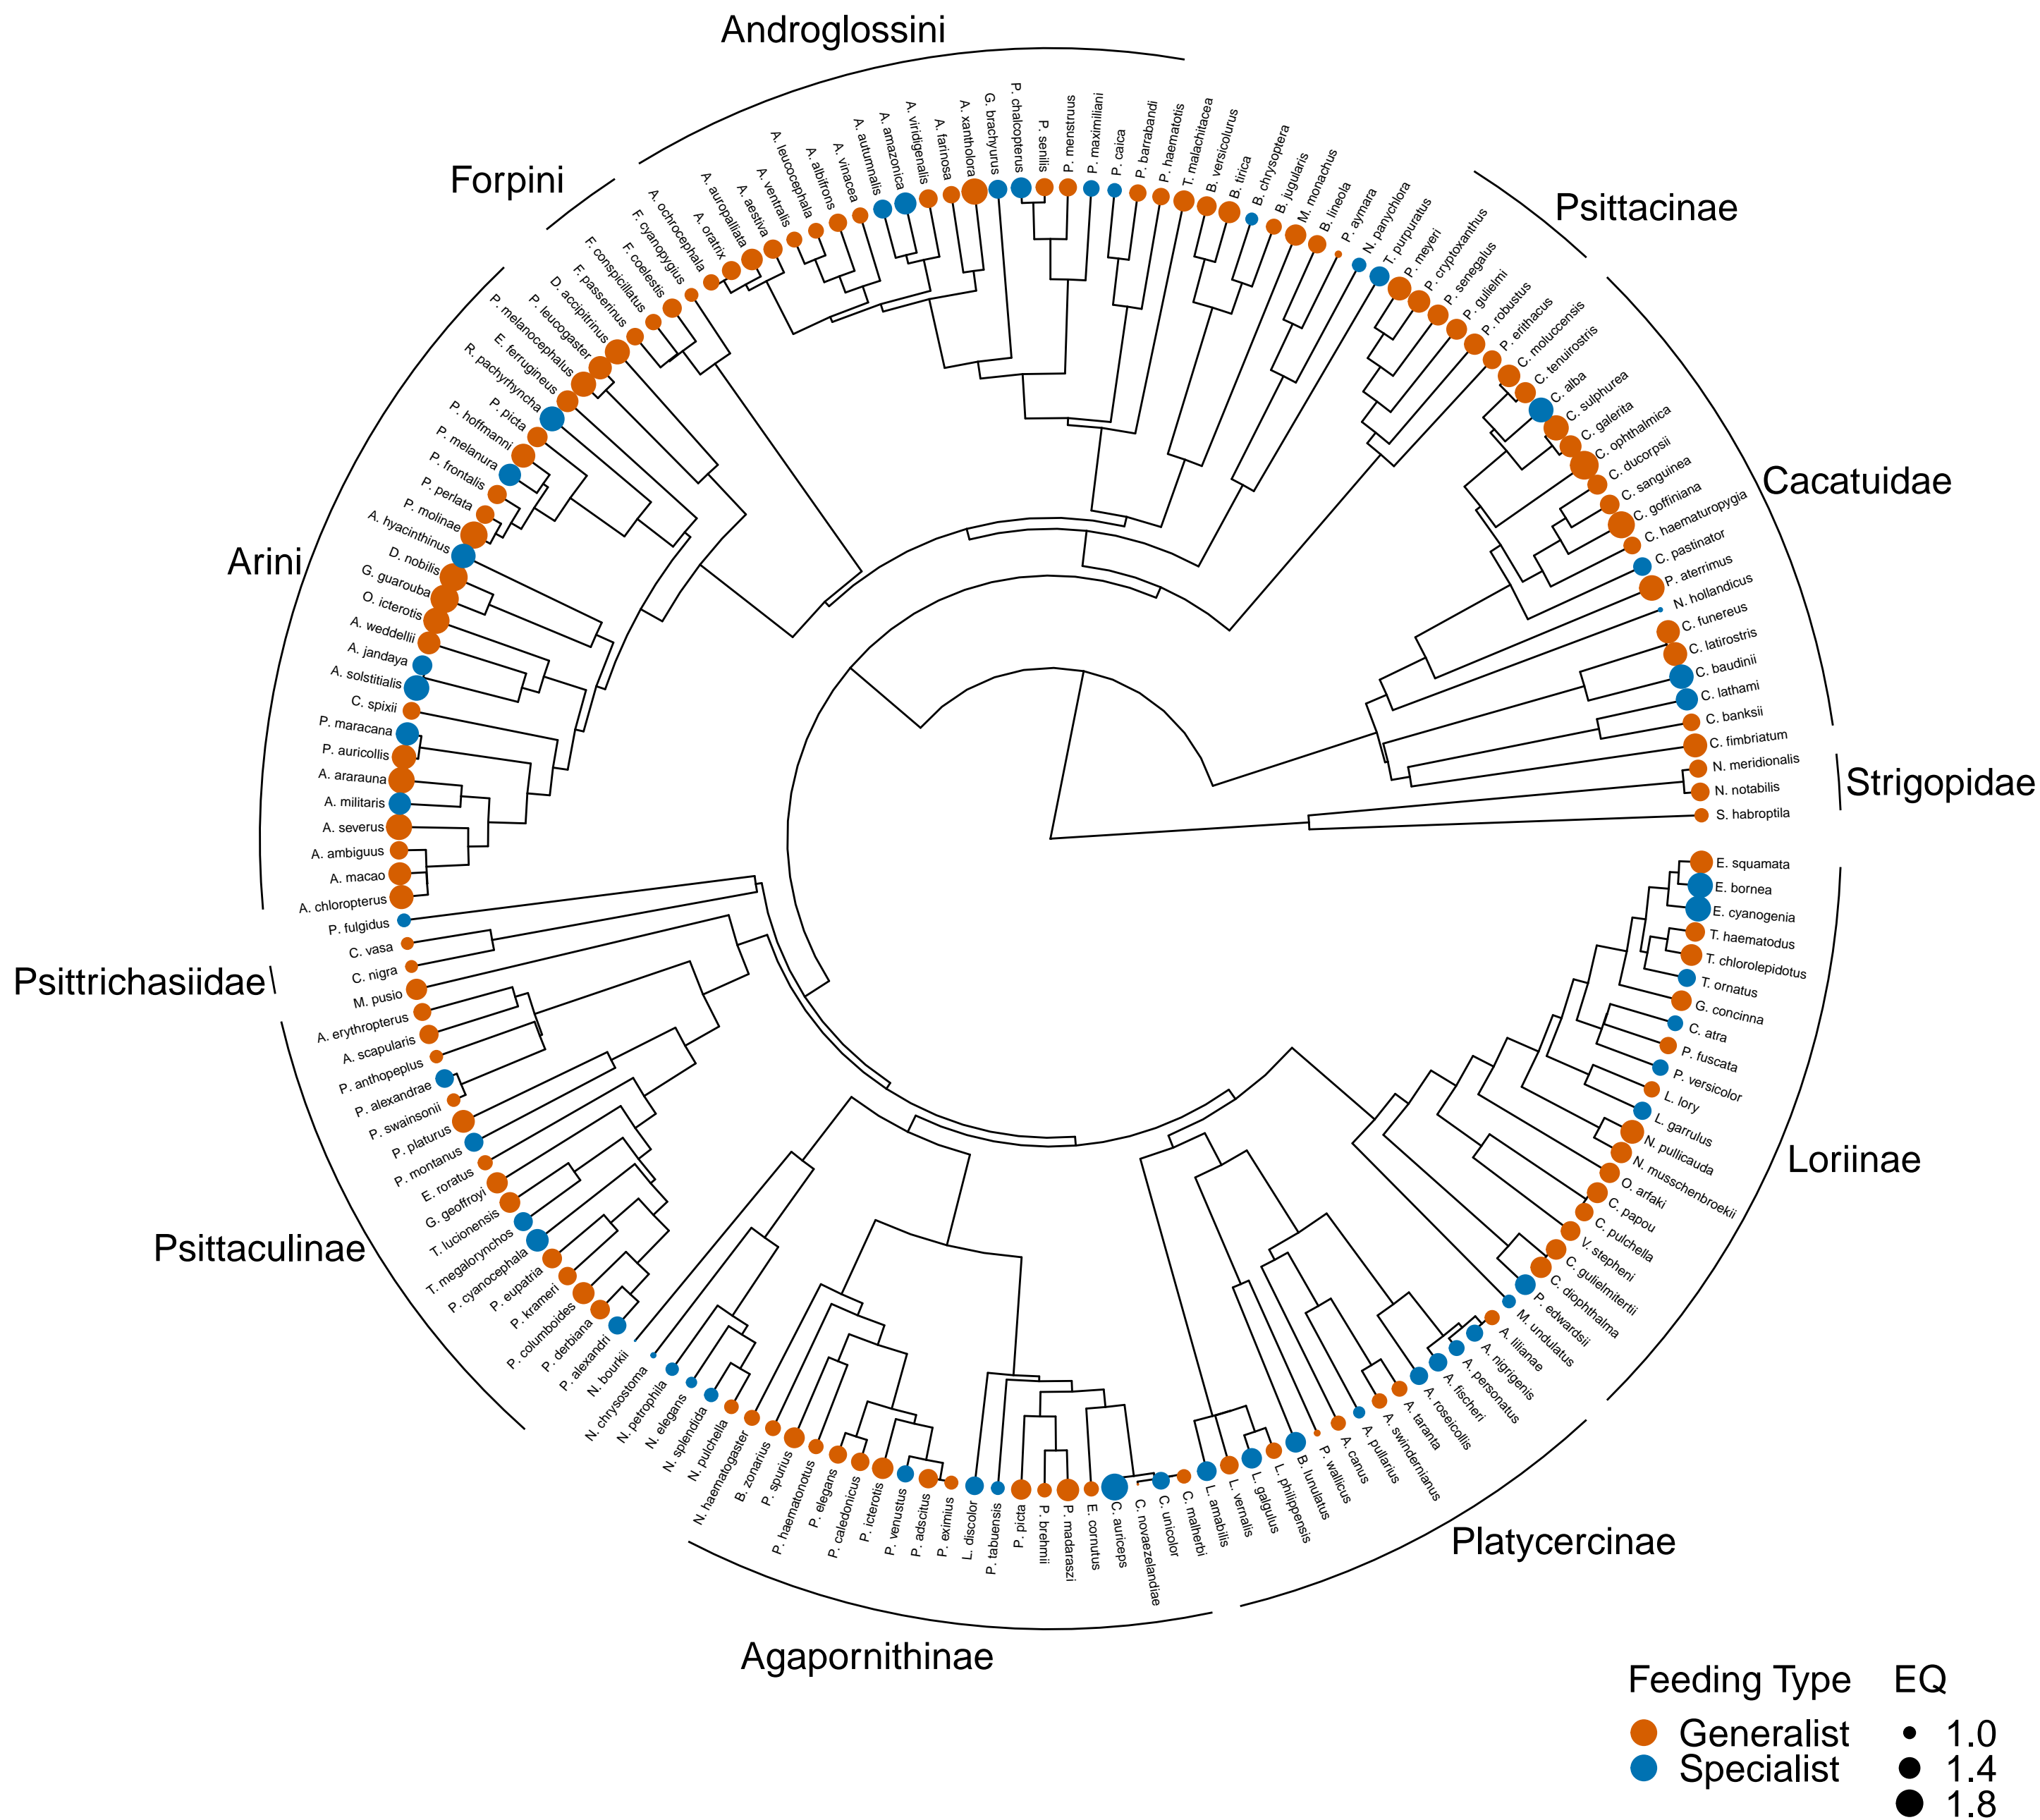 Androglossini
Forpini
Psittacinae
Arini
Cacatuidae
Strigopidae
Psittrichasiidae
Loriinae
Psittaculinae
Platycercinae
Agapornithinae
A. ochrocephala
A. oratrix
A. auropalliata
A. aestiva
A. ventralis
A. leucocephala
A. albifrons
A. vinacea
A. autumnalis
A. amazonica
A. viridigenalis
A. farinosa
A. xantholora
G. brachyurus
P. chalcopterus
P. senilis
P. menstruus
P. maximiliani
P. caica
P. barrabandi
P. haematotis
T. malachitacea
B. versicolurus
B. tirica
B. chrysoptera
B. jugularis
M. monachus
B. lineola
P. aymara
N. panychlora
T. purpuratus
P. meyeri
P. cryptoxanthus
P. senegalus
P. gulielmi
P. robustus
P. erithacus
C. moluccensis
C. tenuirostris
C. alba
C. sulphurea
C. galerita
C. ophthalmica
C. ducorpsii
C. sanguinea
C. goffiniana
C. haematuropygia
C. pastinator
P. aterrimus
N. hollandicus
C. funereus
C. latirostris
C. baudinii
C. lathami
C. banksii
C. fimbriatum
N. meridionalis
N. notabilis
S. habroptila
E. squamata
E. bornea
E. cyanogenia
T. haematodus
T. chlorolepidotus
T. ornatus
G. concinna
C. atra
P. fuscata
P. versicolor
L. lory
L. garrulus
N. pullicauda
N. musschenbroekii
O. arfaki
C. papou
C. pulchella
V. stepheni
C. gulielmitertii
C. diophthalma
P. edwardsii
M. undulatus
A. lilianae
A. nigrigenis
A. personatus
A. fischeri
A. roseicollis
A. taranta
A. swindernianus
A. pullarius
A. canus
P. wallicus
B. lunulatus
L. philippensis
L. galgulus
L. vernalis
L. amabilis
C. malherbi
C. unicolor
C. novaezelandiae
C. auriceps
E. cornutus
P. madaraszi
P. brehmii
P. picta
P. tabuensis
L. discolor
P. eximius
P. adscitus
P. venustus
P. icterotis
P. caledonicus
P. elegans
P. haematonotus
P. spurius
B. zonarius
N. haematogaster
N. pulchella
N. splendida
N. elegans
N. petrophila
N. chrysostoma
N. bourkii
P. alexandri
P. derbiana
P. columboides
P. krameri
P. eupatria
P. cyanocephala
T. megalorynchos
T. lucionensis
G. geoffroyi
E. roratus
P. montanus
P. platurus
P. swainsonii
P. alexandrae
P. anthopeplus
A. scapularis
A. erythropterus
M. pusio
C. nigra
C. vasa
P. fulgidus
A. chloropterus
A. macao
A. ambiguus
A. severus
A. militaris
A. ararauna
P. auricollis
P. maracana
C. spixii
A. solstitialis
A. jandaya
A. weddellii
O. icterotis
G. guarouba
D. nobilis
A. hyacinthinus
P. molinae
P. perlata
P. frontalis
P. melanura
P. hoffmanni
P. picta
R. pachyrhyncha
E. ferrugineus
P. melanocephalus
P. leucogaster
D. accipitrinus
F. passerinus
F. conspicillatus
F. coelestis
F. cyanopygius
Feeding Type
Generalist
Specialist
EQ
1.0
1.4
1.8